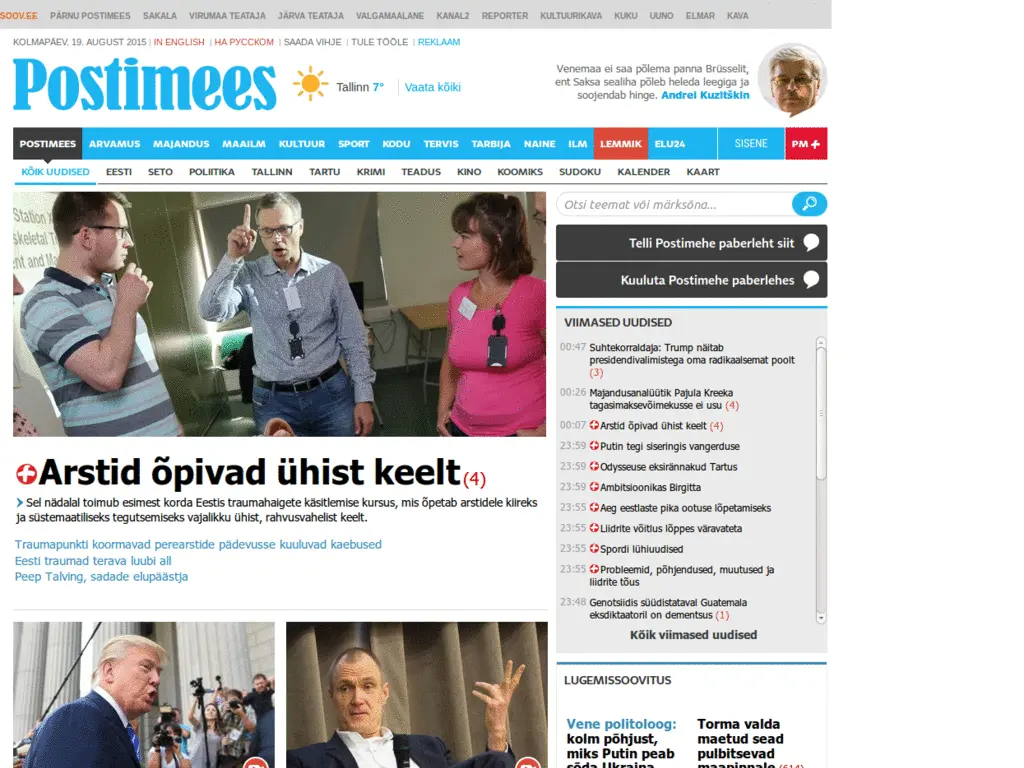 SOOV.EE PÄRNU POSTIMEES SAKALA VIRUMAA TEATAJA JÄRVA TEATAJA VALGAMAALANE KANAL2 REPORTER KULTUURIKAVA KUKU UUNO ELMAR KAVA
KOLMAPÄEV, 19. AUGUST 2015 | IN ENGLISH | НА РУССКОМ | SAADA VIHJE | TULE TÖÖLE | REKLAAM
Postimees
Tallinn 7°
Vaata kõiki
Venemaa ei saa põlema panna Brüsselit,
ent Saksa sealiha põleb heleda leegiga ja
soojendab hinge. Andrei Kuzitškin
POSTIMEES ARVAMUS MAJANDUS MAAILM KULTUUR SPORT KODU TERVIS TARBIJA NAINE ILM LEMMIK ELU24 SISENE PM+
KÕIK UUDISED EESTI SETO POLIITIKA TALLINN TARTU KRIMI TEADUS KINO KOOMIKS SUDOKU KALENDER KAART
Station
skeletal T
nt and Ma
Otsi teemat või märksõna...
Telli Postimehe paberleht siit
Kuuluta Postimehe paberlehes
VIIMASED UUDISED
00:47 Suhtekorraldaja: Trump näitab
presidendivalimistega oma radikaalsemat poolt
(3)
00:26 Majandusanalüütik Pajula Kreeka
tagasimaksevõimekusse ei usu (4)
00:07 Arstid õpivad ühist keelt (4)
23:59 Putin tegi siseringis vangerduse
23:59 Odysseuse eksirännakud Tartus
23:59 Ambitsioonikas Birgitta
23:55 Aeg eestlaste pika ootuse lõpetamiseks
23:55 Liidrite võitlus lõppes väravateta
23:55 Spordi lühiuudised
23:55 Probleemid, põhjendused, muutused ja
liidrite tõus
23:48 Genotsiidis süüdistataval Guatemala
eksdiktaatoril on dementsus (1)
Kõik viimased uudised
Arstid õpivad ühist keelt (4)
Sel nädalal toimub esimest korda Eestis traumahaigete käsitlemise kursus, mis õpetab arstidele kiireks
ja süstemaatiliseks tegutsemiseks vajalikku ühist, rahvusvahelist keelt.
Traumapunkti koormavad perearstide pädevusse kuuluvad kaebused
Eesti traumad terava luubi all
Peep Talving, sadade elupäästja
LUGEMISSOOVITUS
Vene politoloog:
kolm põhjust,
miks Putin peab
sõda Ukraina
Torma valda
maetud sead
pulbitsevad
maapinnale (614)